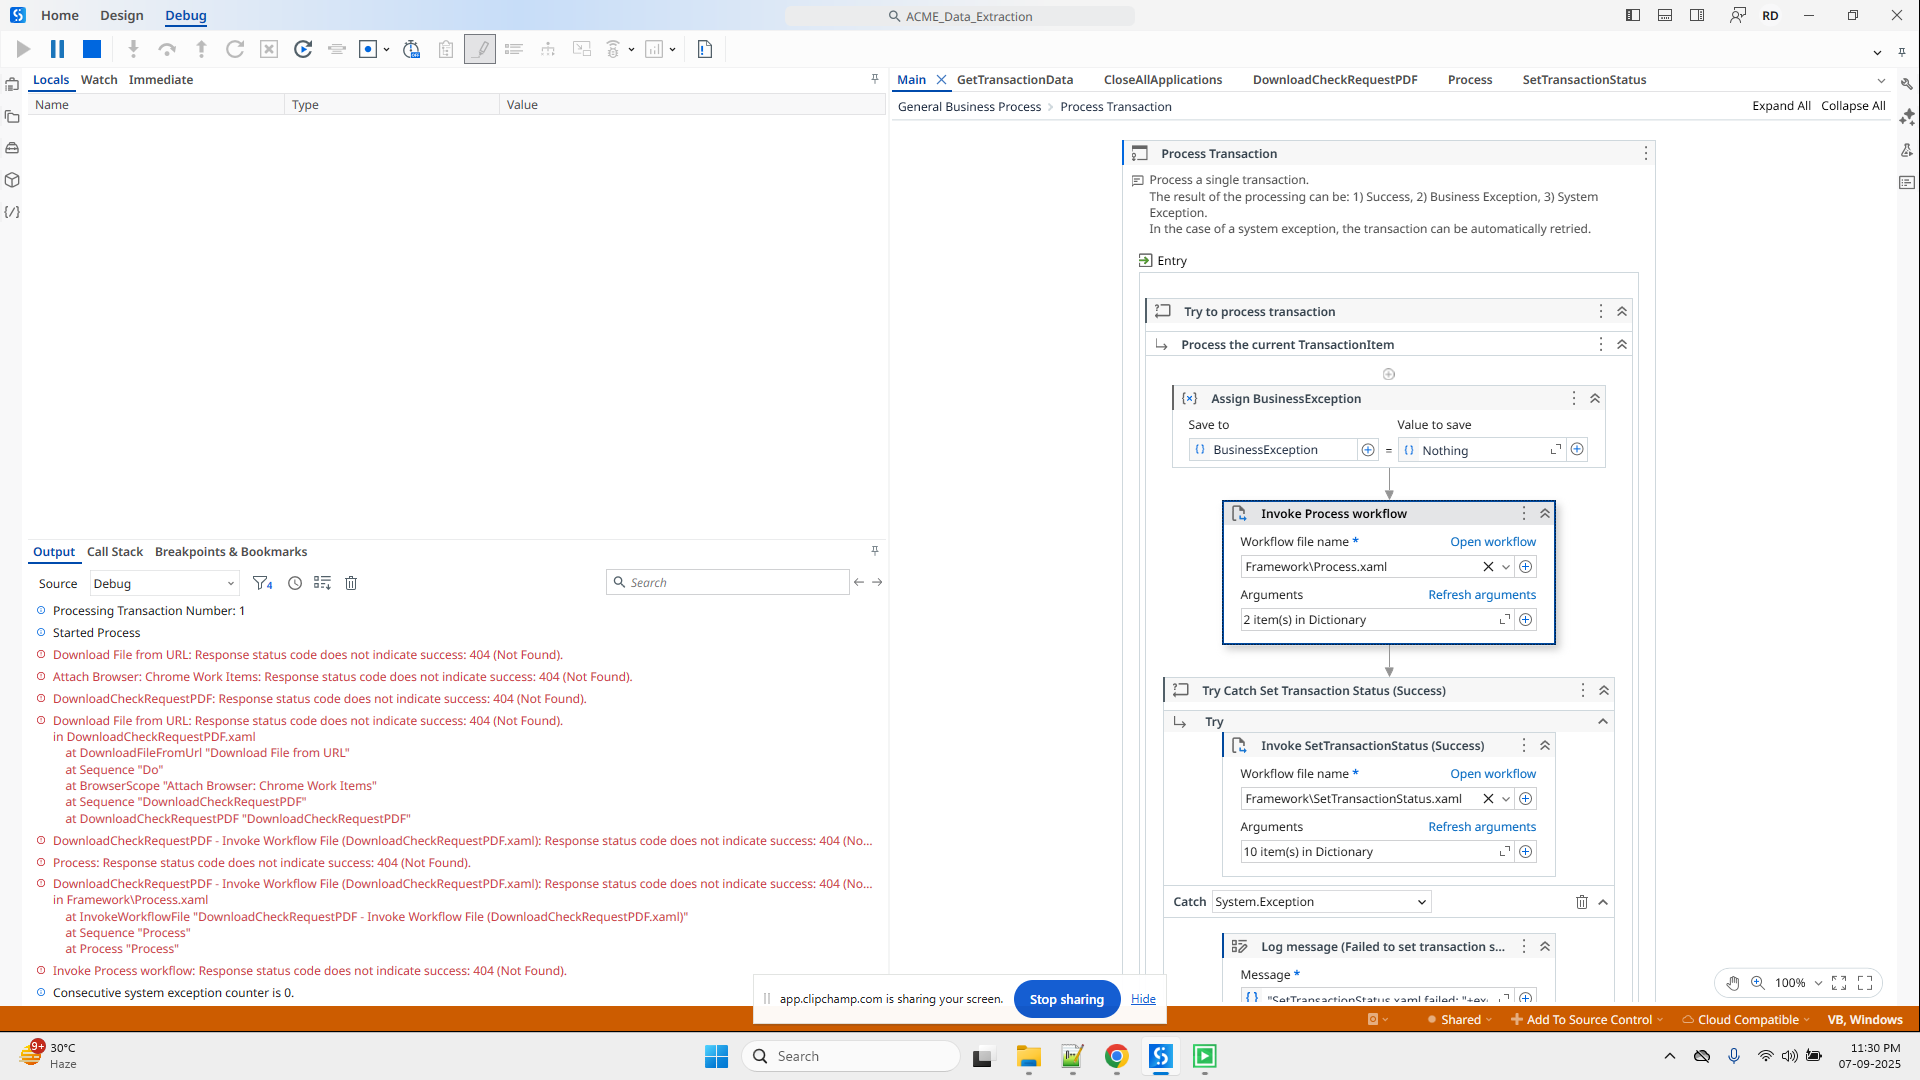 Home Design Debug
ACME_Data_Extraction
RD
Locals Watch Immediate
Name Type Value
Main GetTransactionData CloseAllApplications DownloadCheckRequestPDF Process SetTransactionStatus
General Business Process > Process Transaction
Expand All Collapse All
Process Transaction
Process a single transaction.
The result of the processing can be: 1) Success, 2) Business Exception, 3) System
Exception.
In the case of a system exception, the transaction can be automatically retried.
Entry
Try to process transaction
Process the current TransactionItem
Assign BusinessException
Save to Value to save
BusinessException = Nothing
Invoke Process workflow
Workflow file name * Open workflow
Framework\Process.xaml
Arguments Refresh arguments
2 item(s) in Dictionary
Try Catch Set Transaction Status (Success)
Try
Invoke SetTransactionStatus (Success)
Workflow file name * Open workflow
Framework\SetTransactionStatus.xaml
Arguments Refresh arguments
10 item(s) in Dictionary
Catch System.Exception
Log message (Failed to set transaction s...
Message *
"SetTransactionStatus.xaml failed: "+ex
100%
Output Call Stack Breakpoints & Bookmarks
Source Debug 4 Search
Processing Transaction Number: 1
Started Process
Download File from URL: Response status code does not indicate success: 404 (Not Found).
Attach Browser: Chrome Work Items: Response status code does not indicate success: 404 (Not Found).
DownloadCheckRequestPDF: Response status code does not indicate success: 404 (Not Found).
Download File from URL: Response status code does not indicate success: 404 (Not Found).
in DownloadCheckRequestPDF.xaml
at DownloadFileFromUrl "Download File from URL"
at Sequence "Do"
at BrowserScope "Attach Browser: Chrome Work Items"
at Sequence "DownloadCheckRequestPDF"
at DownloadCheckRequestPDF "DownloadCheckRequestPDF"
DownloadCheckRequestPDF - Invoke Workflow File (DownloadCheckRequestPDF.xaml): Response status code does not indicate success: 404 (No...
Process: Response status code does not indicate success: 404 (Not Found).
DownloadCheckRequestPDF - Invoke Workflow File (DownloadCheckRequestPDF.xaml): Response status code does not indicate success: 404 (No...
in Framework\Process.xaml
at InvokeWorkflowFile "DownloadCheckRequestPDF - Invoke Workflow File (DownloadCheckRequestPDF.xaml)"
at Sequence "Process"
at Process "Process"
Invoke Process workflow: Response status code does not indicate success: 404 (Not Found).
Consecutive system exception counter is 0.
app.clipchamp.com is sharing your screen. Stop sharing Hide
Shared Add To Source Control Cloud Compatible VB, Windows
9+ 30°C
Haze
Search
11:30 PM
07-09-2025